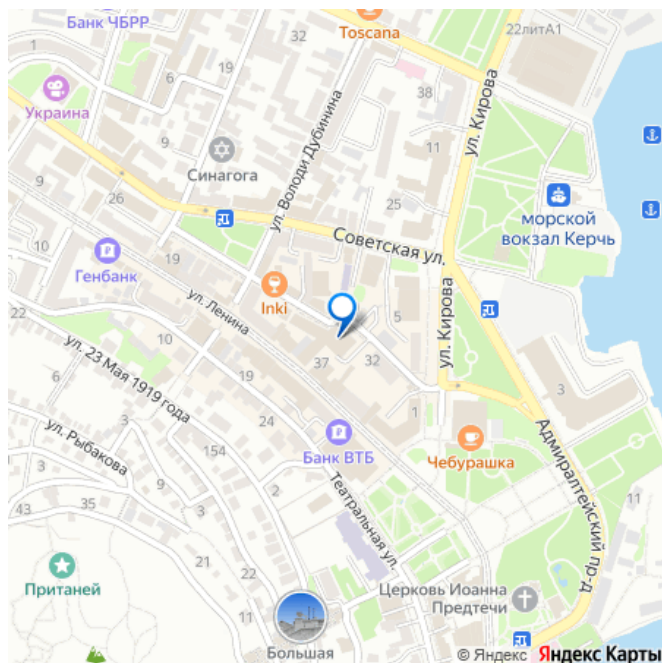 Банк ЧБРР
Toscana
22литА1
1
19
6
38
Украина
ул. Кирова
11
Синагога
ул. Володи Дубинина
9
9
26
25
Советская ул.
морской
вокзал Керчь
10
Генбанк
19
Inki
ул. Ленина
5
ул. Кирова
22
10
37
32
3
6
ул. 23 Мая 1919 года
24
1
Адмиралтейский пр-д
ул. Рыбакова
154
Банк ВТБ
Чебурашка
3
3
9
2
Театральная ул.
43
35
11
21
22
Пританей
11
Церковь Иоанна
Предтечи
Большая
© Яндекс Яндекс Карты